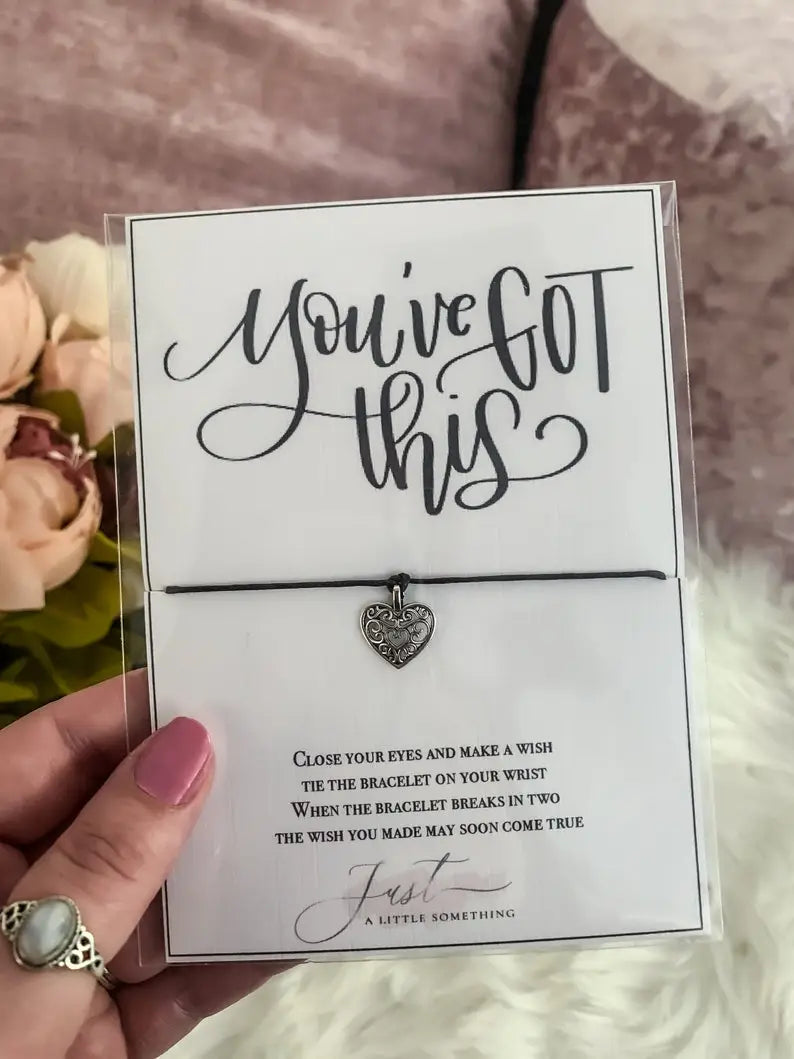 You've GOT
this
CLOSE YOUR EYES AND MAKE A WISH
TIE THE BRACELET ON YOUR WRIST
WHEN THE BRACELET BREAKS IN TWO
THE WISH YOU MADE MAY SOON COME TRUE
Just
A LITTLE SOMETHING